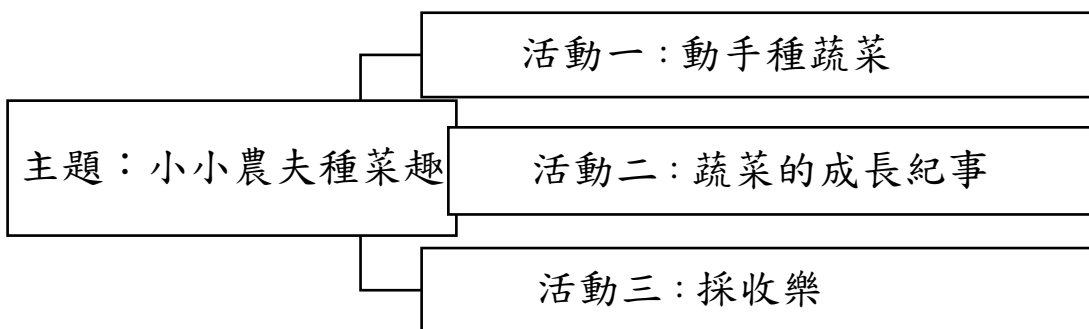 活動一：動手種蔬菜
主題：小小農夫種菜趣
活動二：蔬菜的成長紀事
活動三：採收樂